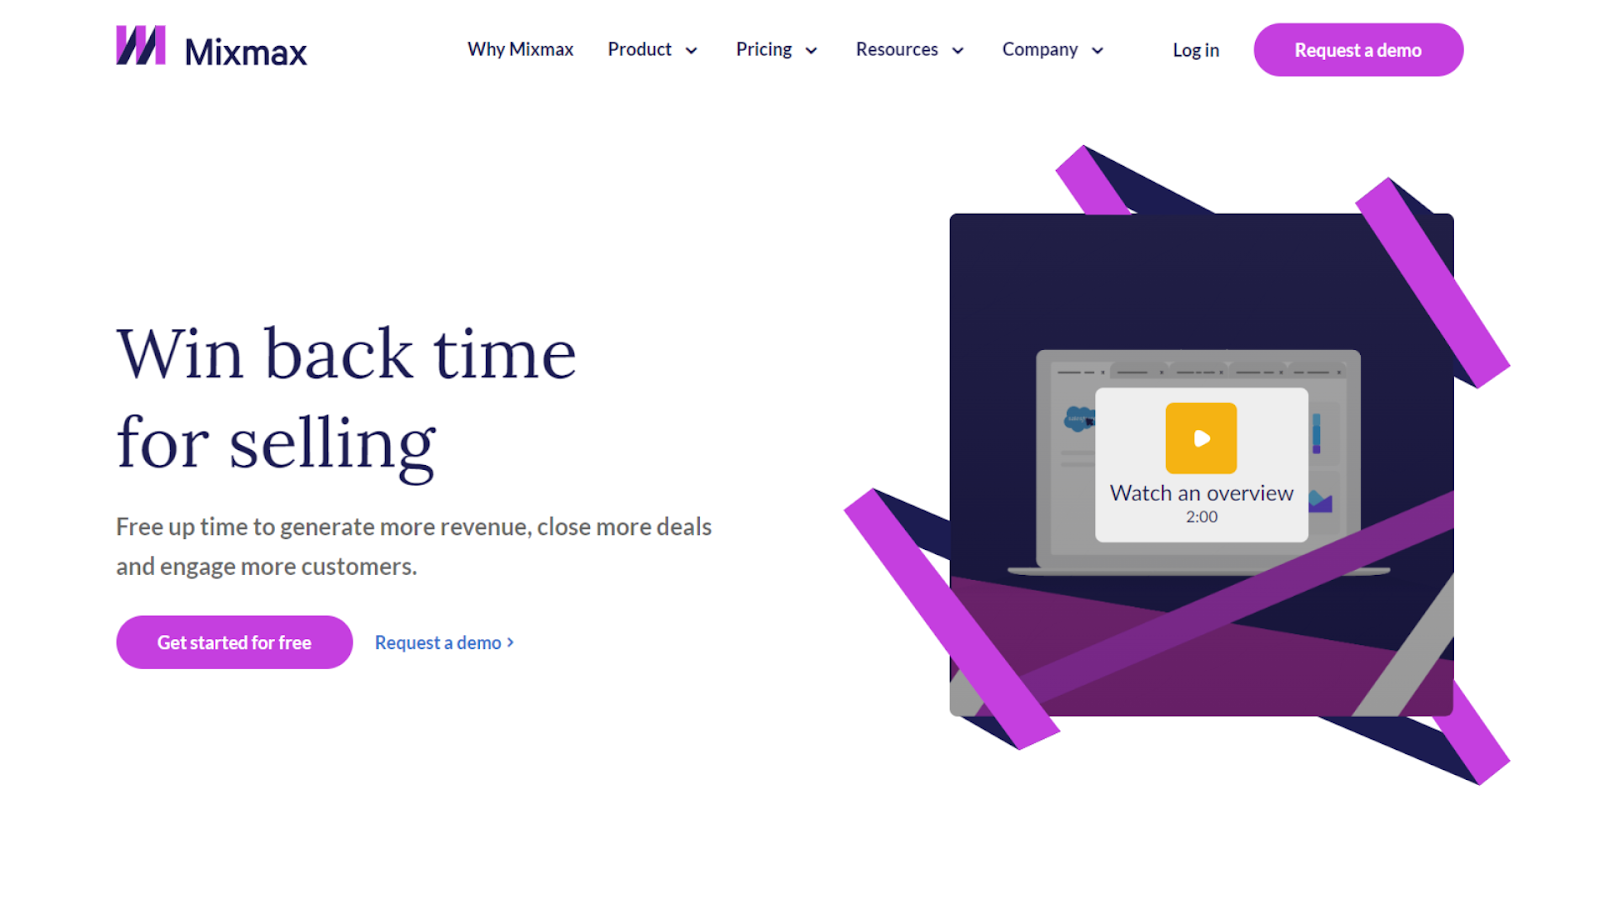 Mixmax
Why Mixmax
Product
Pricing
Resources
Company
Log in
Request a demo
Win back time
for selling
Free up time to generate more revenue, close more deals
and engage more customers.
Get started for free
Request a demo
Watch an overview
2:00